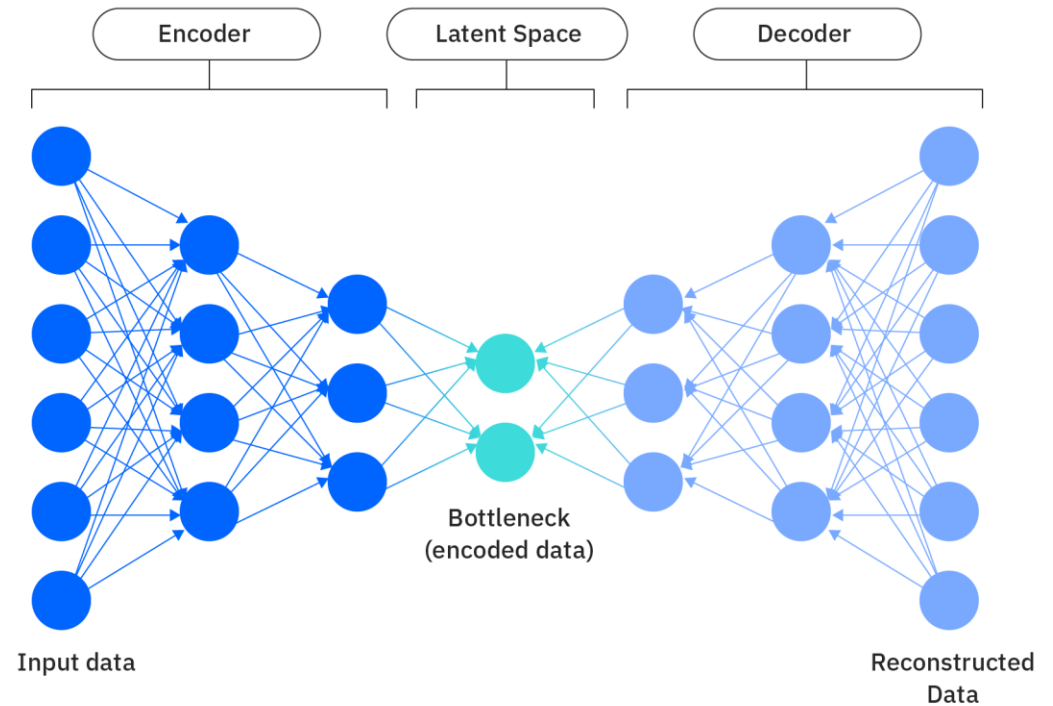 Encoder
Latent Space
Decoder
Bottleneck
(encoded data)
Input data
Reconstructed
Data